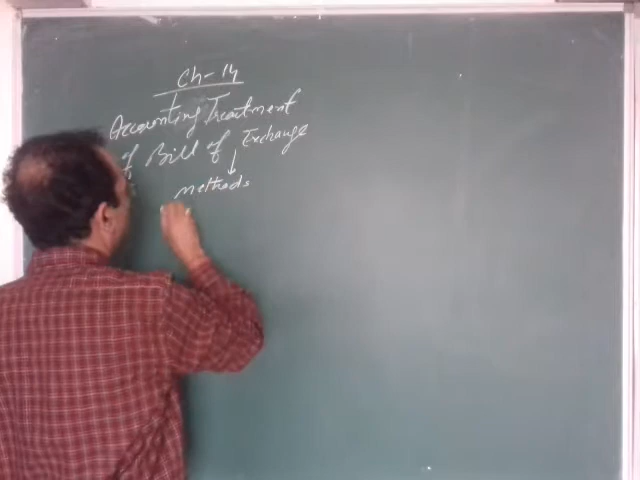 Ch-14
Accounting Treatment
of Bill of Exchange
methods